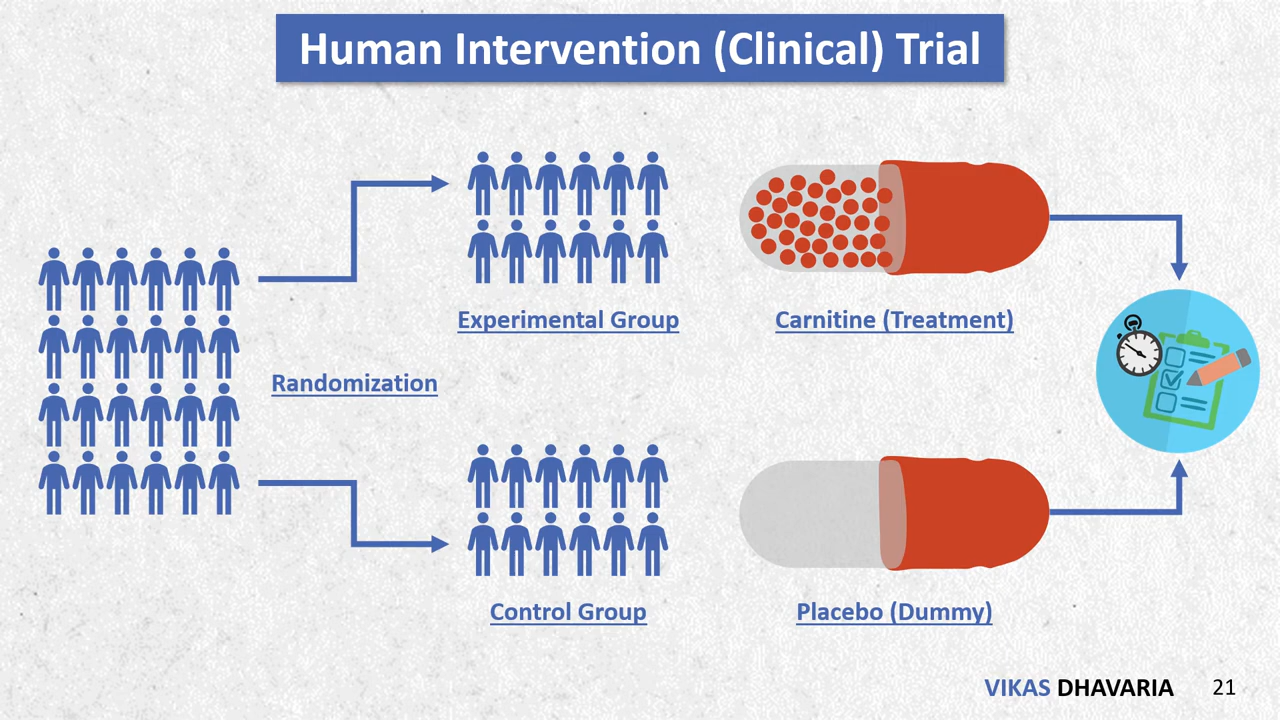 Human Intervention (Clinical) Trial
Experimental Group
Carnitine (Treatment)
Randomization
Control Group
Placebo (Dummy)
VIKAS DHAVARIA 21